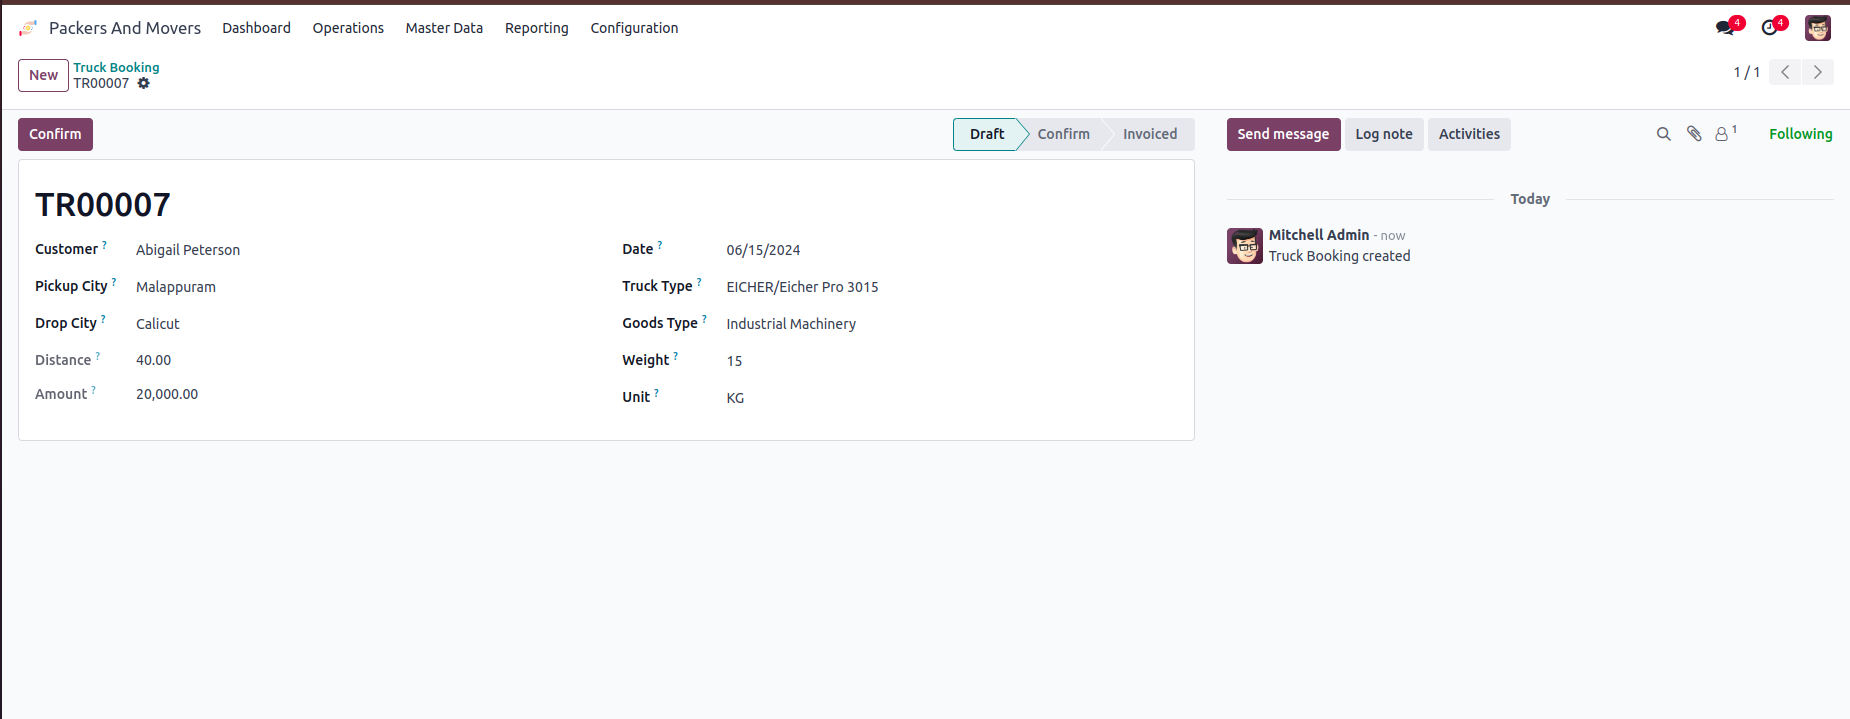 Packers And Movers Dashboard Operations Master Data Reporting Configuration 4 4
New Truck Booking
TR00007
1 / 1
Confirm Draft Confirm Invoiced Send message Log note Activities 1 Following
TR00007
Customer ? Abigail Peterson Date ? 06/15/2024
Pickup City ? Malappuram Truck Type ? EICHER/Eicher Pro 3015
Drop City ? Calicut Goods Type ? Industrial Machinery
Distance ? 40.00 Weight ? 15
Amount ? 20,000.00 Unit ? KG
Today
Mitchell Admin - now
Truck Booking created